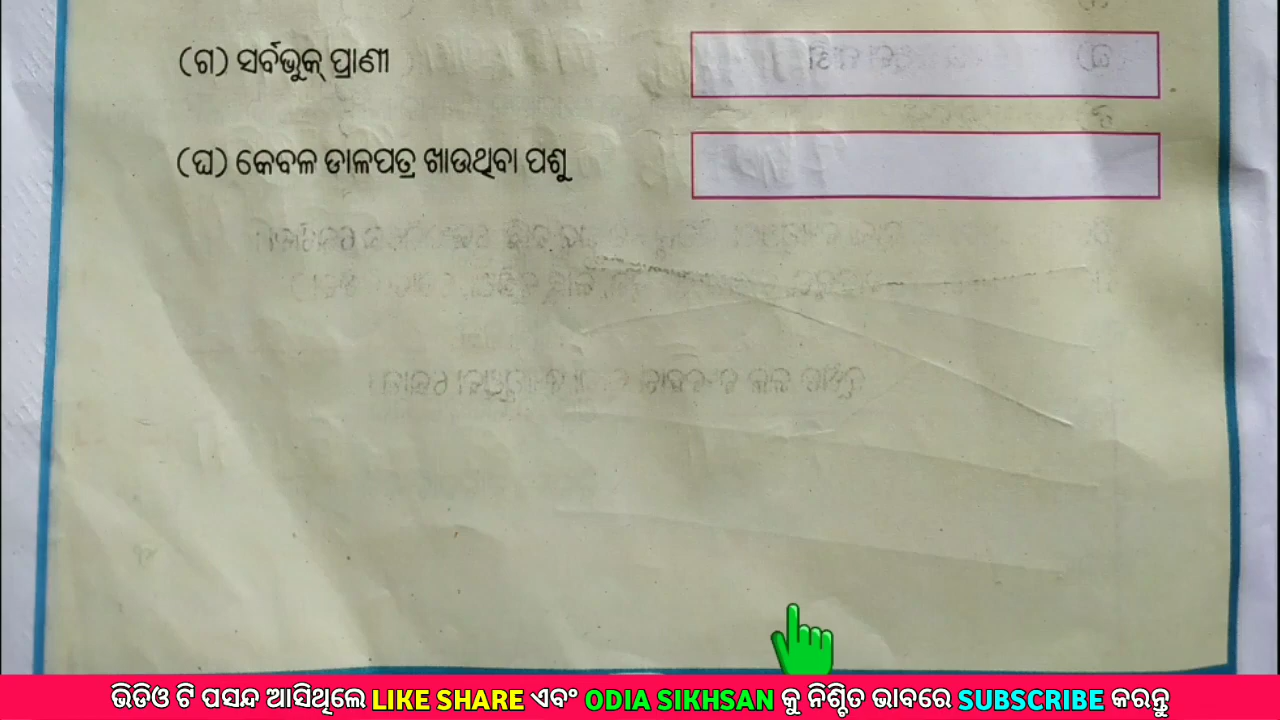 (ଗ) ସର୍ବଭୁକ୍ ପ୍ରାଣୀ
(ଘ) କେବଳ ଡାଳପତ୍ର ଖାଉଥିବା ପଶୁ
ଭିଡିଓ ଟି ପସନ୍ଦ ଆସିଥିଲେ LIKE SHARE ଏବଂ ODIA SIKHSAN କୁ ନିଶ୍ଚିତ ଭାବରେ SUBSCRIBE କରନ୍ତୁ